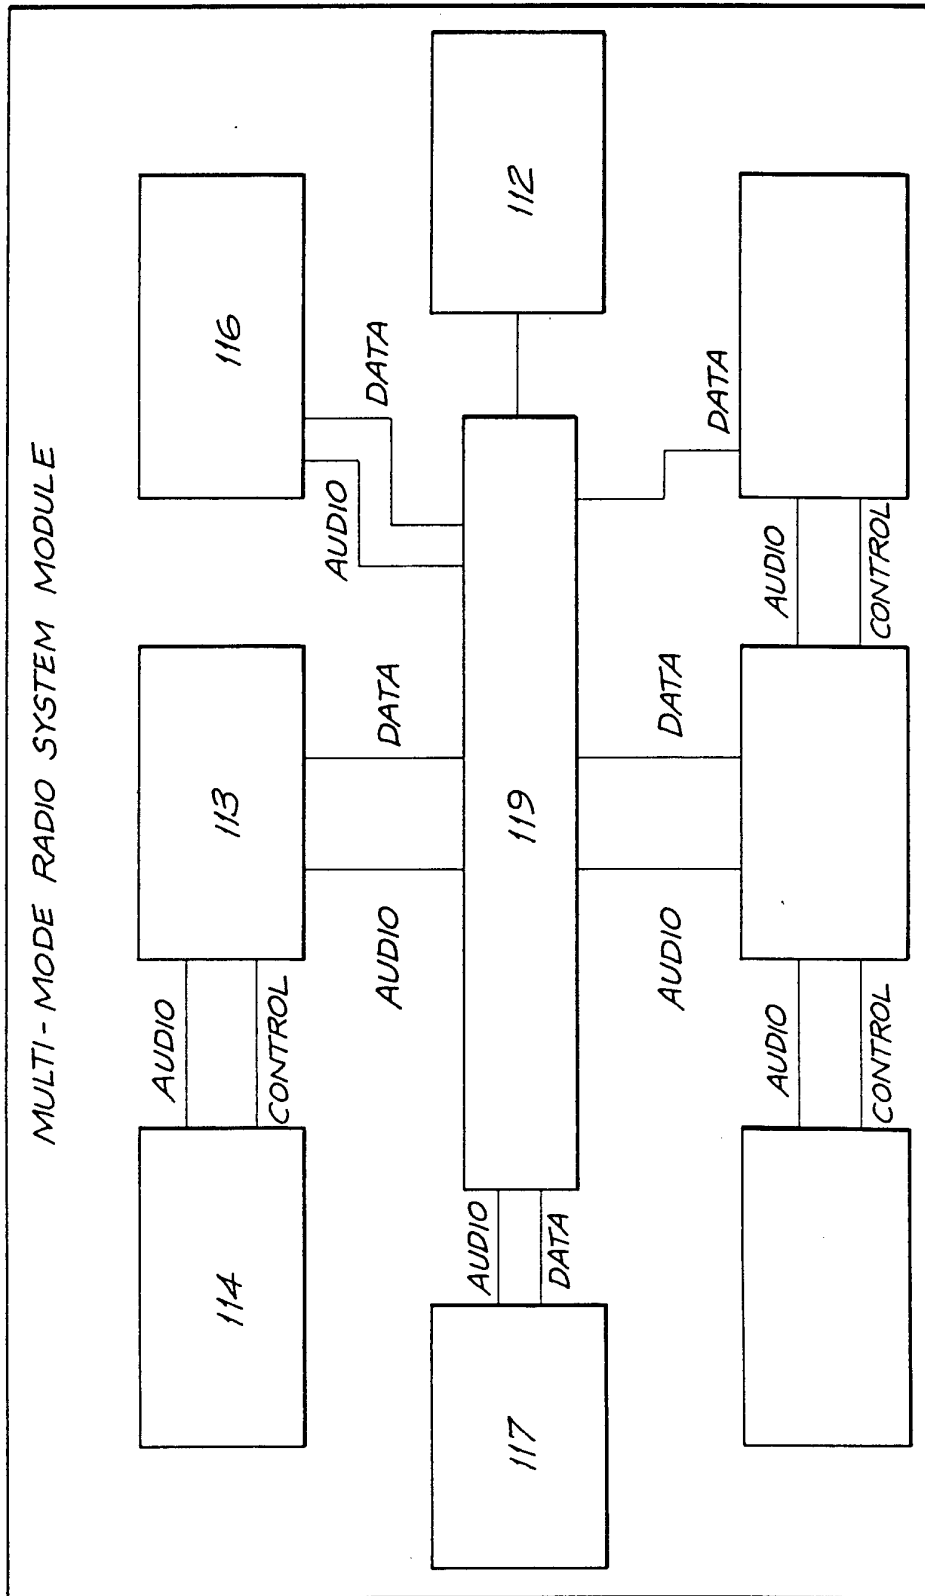 MULTI-MODE RADIO SYSTEM MODULE
114
AUDIO
CONTROL
113
116
AUDIO
DATA
AUDIO
DATA
117
AUDIO
DATA
119
112
AUDIO
DATA
DATA
AUDIO
CONTROL
AUDIO
CONTROL